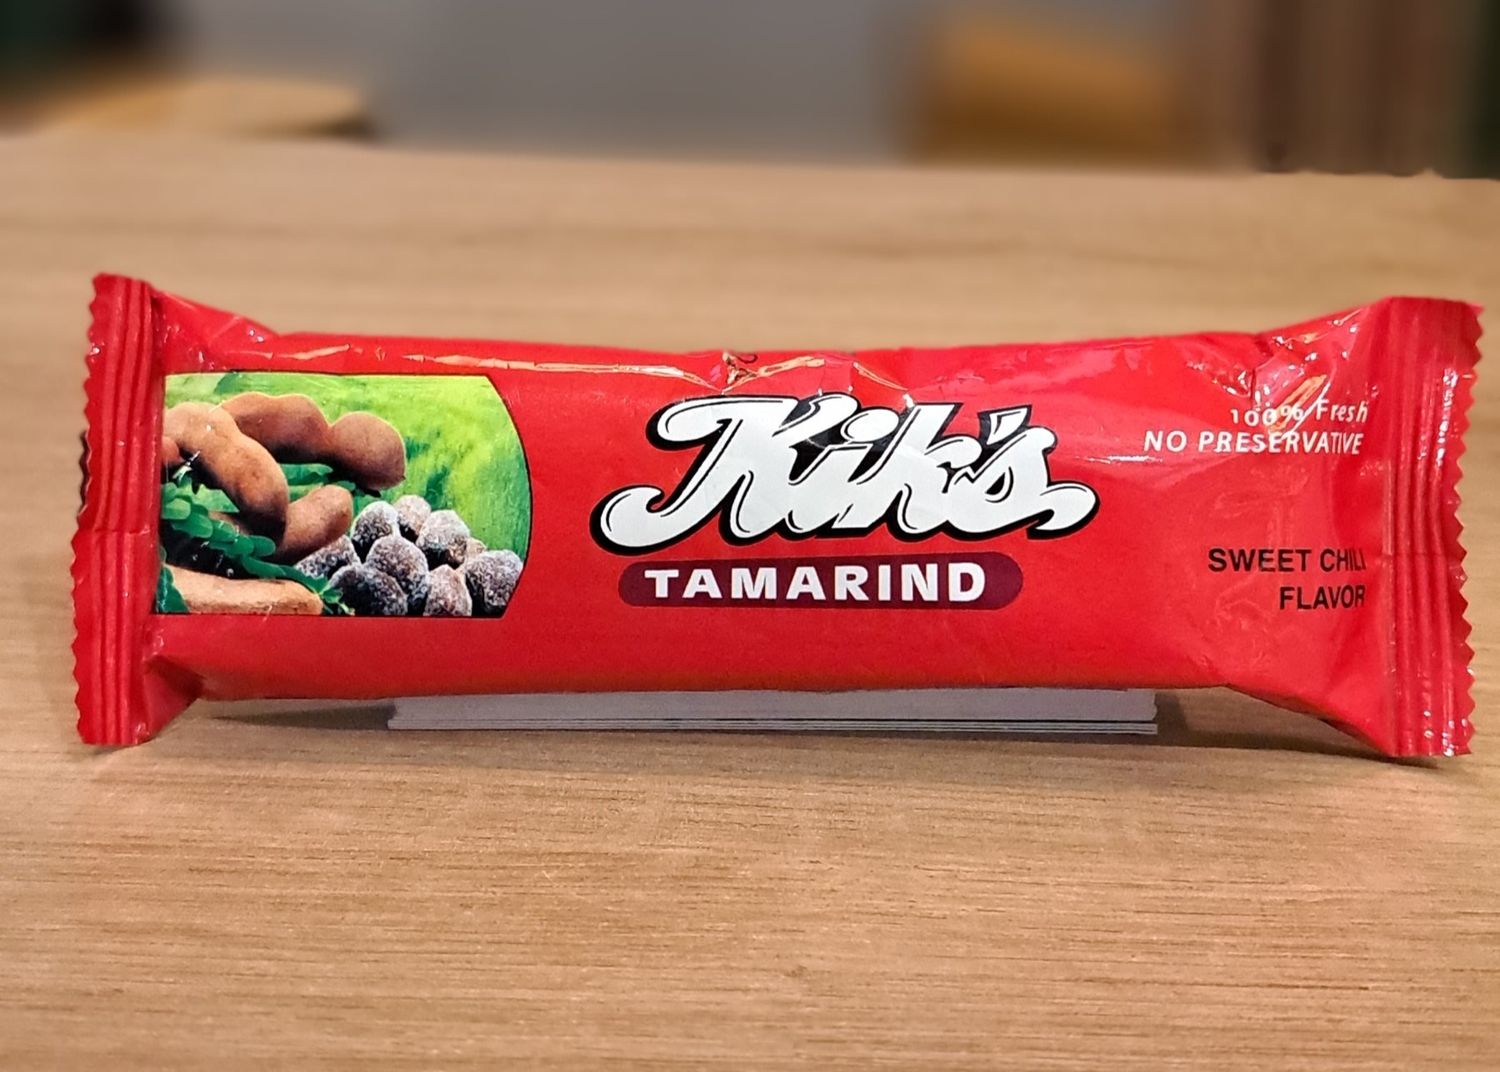 Kik's
TAMARIND
100% Fresh
NO PRESERVATIVE
SWEET CHILI
FLAVOR